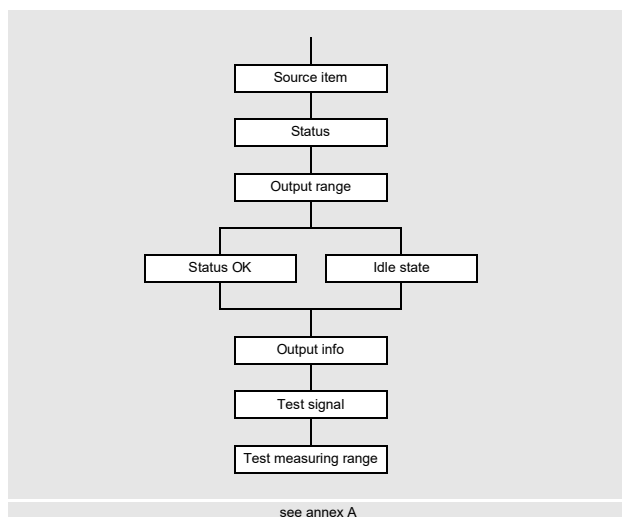 Source item
Status
Output range
Status OK
Idle state
Output info
Test signal
Test measuring range
see annex A